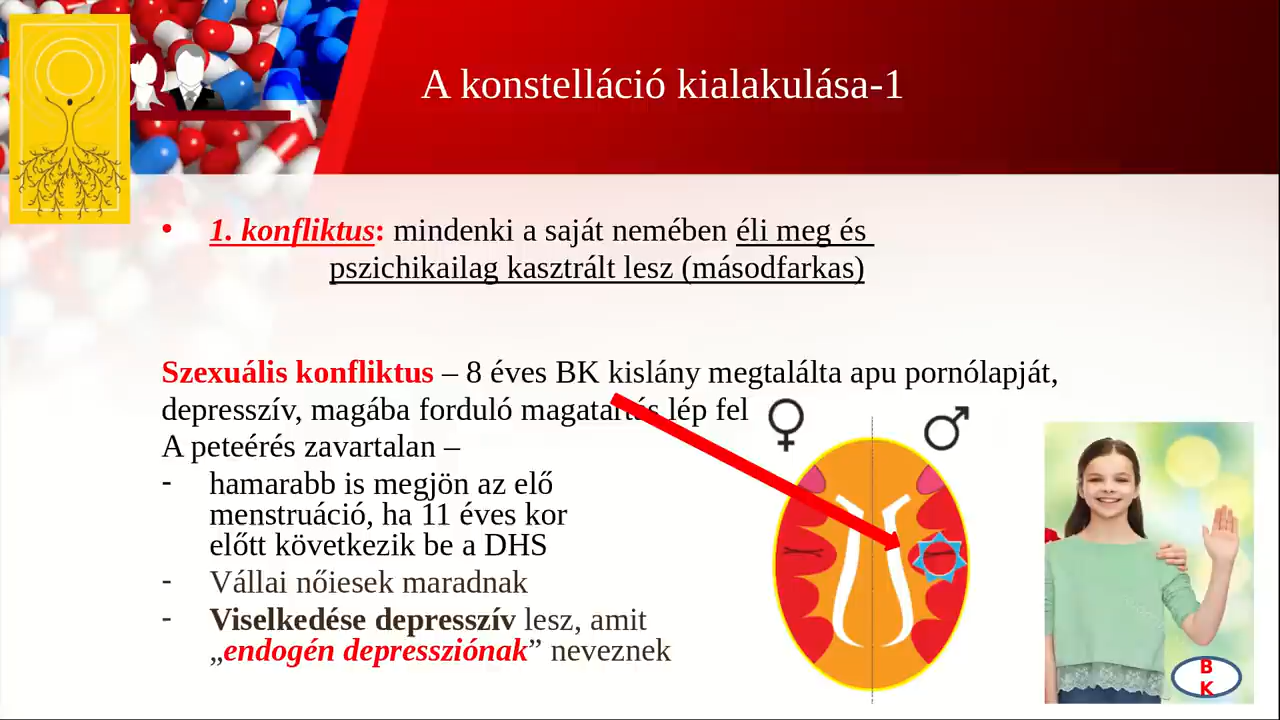 A konstelláció kialakulása-1
• 1. konfliktus: mindenki a saját nemében éli meg és
pszichikailag kasztrált lesz (másodfarkas)
Szexuális konfliktus – 8 éves BK kislány megtalálta apu pornólapját,
depresszív, magába forduló magatartás lép fel
A peteérés zavartalan –
- hamarabb is megjön az elő
menstruáció, ha 11 éves kor
előtt következik be a DHS
- Vállai nőiesek maradnak
- Viselkedése depresszív lesz, amit
„endogén depressziónak” neveznek
B
K